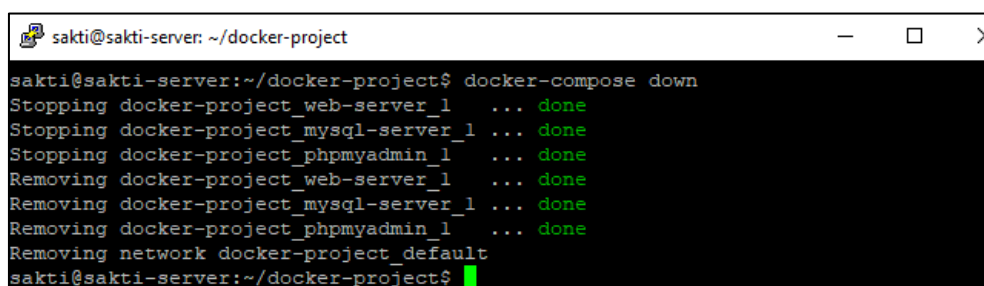 sakti@sakti-server: ~/docker-project
sakti@sakti-server:~/docker-project$ docker-compose down
Stopping docker-project_web-server_1   ... done
Stopping docker-project_mysql-server_1 ... done
Stopping docker-project_phpmyadmin_1   ... done
Removing docker-project_web-server_1   ... done
Removing docker-project_mysql-server_1 ... done
Removing docker-project_phpmyadmin_1   ... done
Removing network docker-project_default
sakti@sakti-server:~/docker-project$